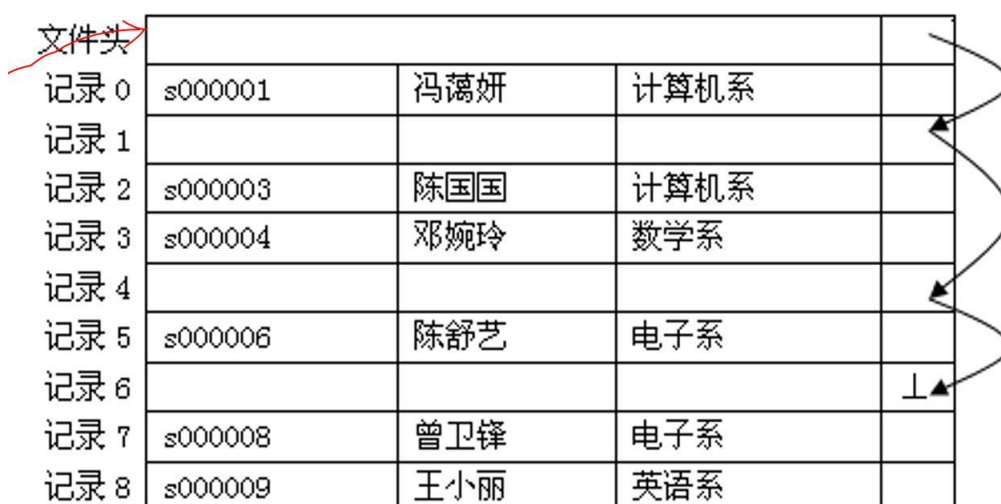 文件头
记录 0 s000001 冯蔼妍 计算机系
记录 1
记录 2 s000003 陈国国 计算机系
记录 3 s000004 邓婉玲 数学系
记录 4
记录 5 s000006 陈舒艺 电子系
记录 6 ⊥
记录 7 s000008 曾卫锋 电子系
记录 8 s000009 王小丽 英语系